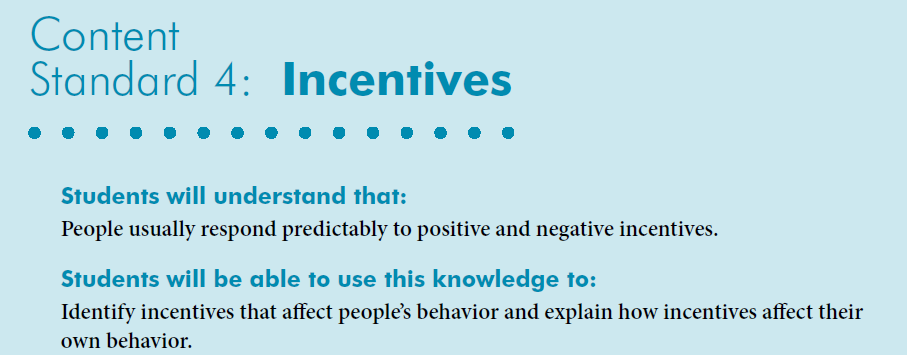 Content
Standard 4: Incentives
Students will understand that:
People usually respond predictably to positive and negative incentives.
Students will be able to use this knowledge to:
Identify incentives that affect people’s behavior and explain how incentives affect their
own behavior.